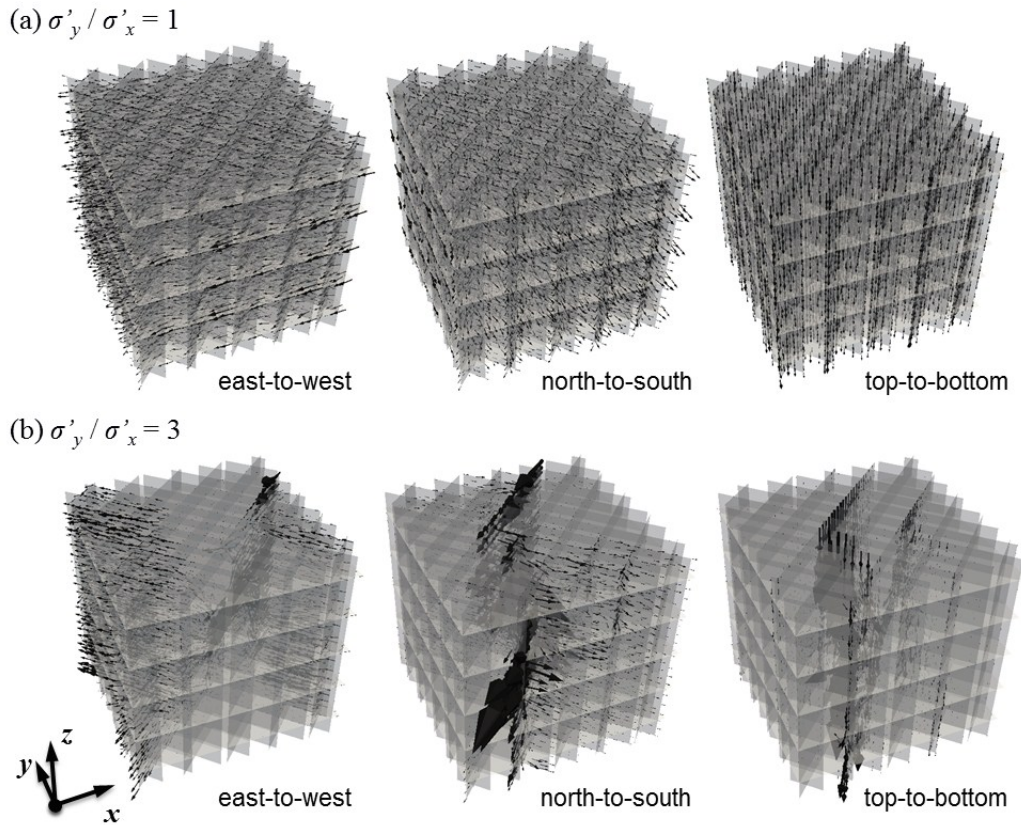 (a) σ’y / σ’x = 1
east-to-west
north-to-south
top-to-bottom
(b) σ’y / σ’x = 3
z
y
x
east-to-west
north-to-south
top-to-bottom